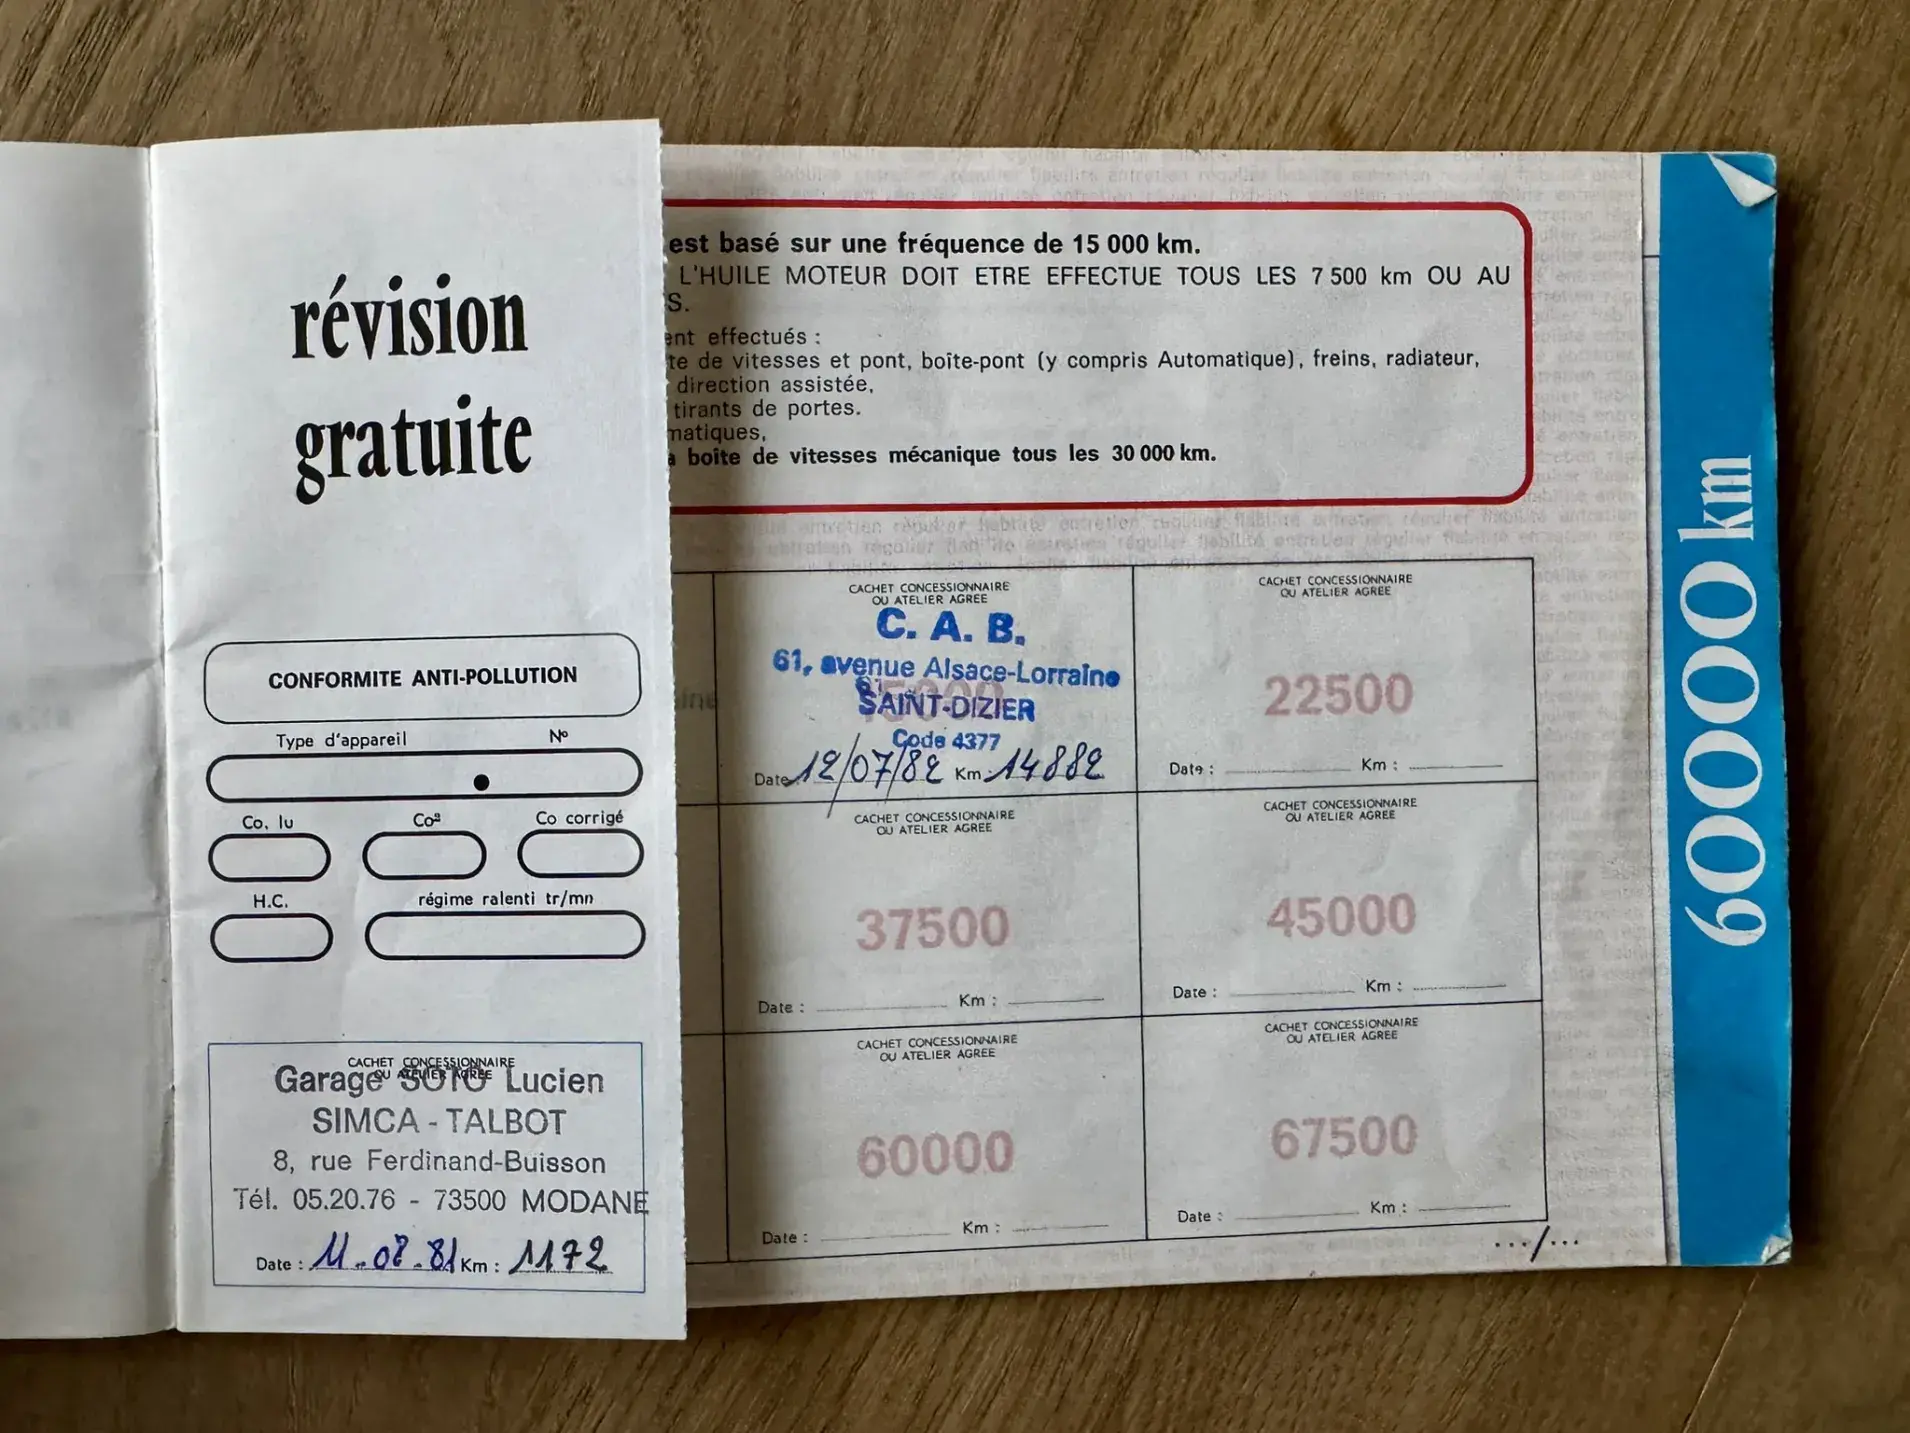 révision
gratuite
CONFORMITE ANTI-POLLUTION
Type d'appareil N°
Co. lu Co² Co corrigé
H.C. régime ralenti tr/mn
CACHET CONCESSIONNAIRE
OU ATELIER AGREE
Garage SOTO Lucien
SIMCA - TALBOT
8, rue Ferdinand-Buisson
Tél. 05.20.76 - 73500 MODANE
Date : 11.08.81 Km : 1172
est basé sur une fréquence de 15 000 km.
L'HUILE MOTEUR DOIT ETRE EFFECTUE TOUS LES 7 500 km OU AU
S.
ent effectués :
te de vitesses et pont, boîte-pont (y compris Automatique), freins, radiateur,
direction assistée,
tirants de portes.
matiques,
a boîte de vitesses mécanique tous les 30 000 km.
CACHET CONCESSIONNAIRE
OU ATELIER AGREE
C. A. B.
61, avenue Alsace-Lorraine
15000
61
SAINT-DIZIER
Code 4377
Date 12/07/82 Km : 14882
CACHET CONCESSIONNAIRE
OU ATELIER AGREE
22500
Date : Km :
CACHET CONCESSIONNAIRE
OU ATELIER AGREE
37500
Date : Km :
CACHET CONCESSIONNAIRE
OU ATELIER AGREE
45000
Date : Km :
CACHET CONCESSIONNAIRE
OU ATELIER AGREE
60000
Date : Km :
CACHET CONCESSIONNAIRE
OU ATELIER AGREE
67500
Date : Km :
.../...
60000 km